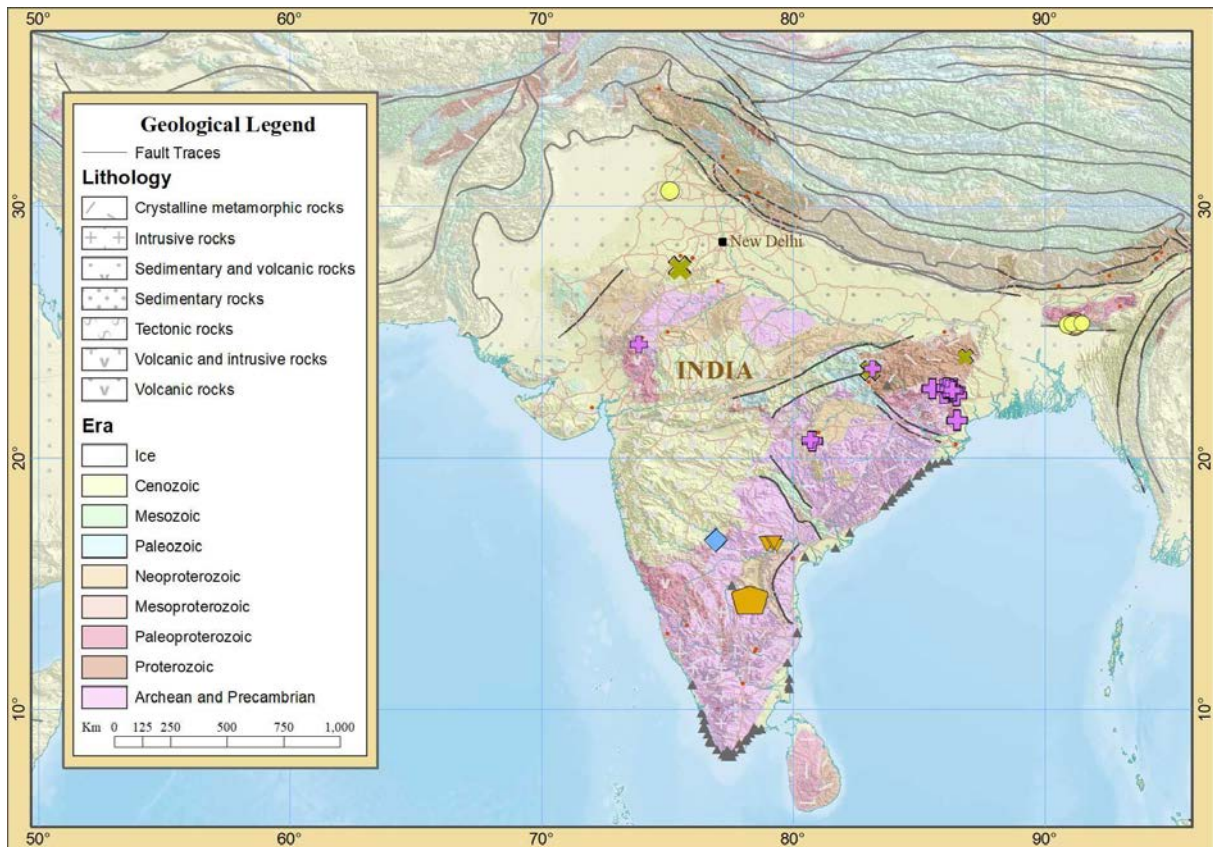 50°
60°
70°
80°
90°
Geological Legend
Fault Traces
Lithology
Crystalline metamorphic rocks
Intrusive rocks
Sedimentary and volcanic rocks
Sedimentary rocks
Tectonic rocks
Volcanic and intrusive rocks
Volcanic rocks
Era
Ice
Cenozoic
Mesozoic
Paleozoic
Neoproterozoic
Mesoproterozoic
Paleoproterozoic
Proterozoic
Archean and Precambrian
Km 0 125 250 500 750 1,000
30°
30°
New Delhi
INDIA
20°
20°
10°
10°
50°
60°
70°
80°
90°